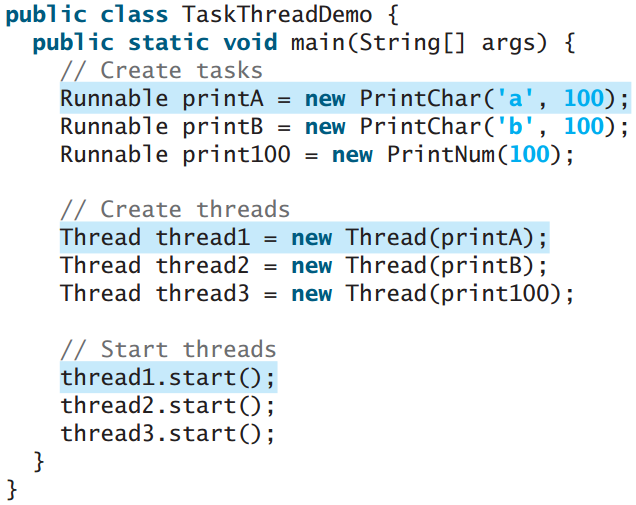 public class TaskThreadDemo {
  public static void main(String[] args) {
    // Create tasks
    Runnable printA = new PrintChar('a', 100);
    Runnable printB = new PrintChar('b', 100);
    Runnable print100 = new PrintNum(100);

    // Create threads
    Thread thread1 = new Thread(printA);
    Thread thread2 = new Thread(printB);
    Thread thread3 = new Thread(print100);

    // Start threads
    thread1.start();
    thread2.start();
    thread3.start();
  }
}